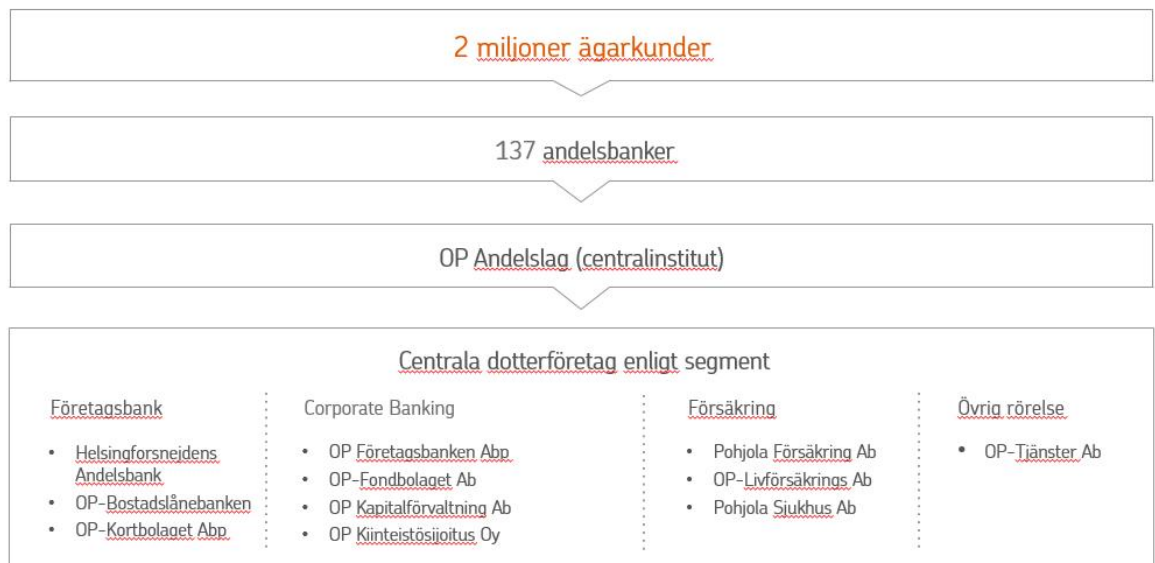 2 miljoner ägarkunder
137 andelsbanker
OP Andelslag (centralinstitut)
Centrala dotterföretag enligt segment
Företagsbank
• Helsingforsnejdens
Andelsbank
• OP-Bostadslånebanken
• OP-Kortbolaget Abp
Corporate Banking
• OP Företagsbanken Abp
• OP-Fondbolaget Ab
• OP Kapitalförvaltning Ab
• OP Kiinteistösijoitus Oy
Försäkring
• Pohjola Försäkring Ab
• OP-Livförsäkrings Ab
• Pohjola Sjukhus Ab
Övrig rörelse
• OP-Tjänster Ab